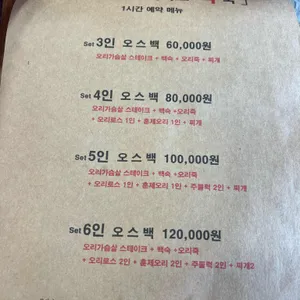 1시간 예약 메뉴
Set 3인 오스백 60,000원
오리가슴살 스테이크 + 백숙 +오리죽 + 찌개
Set 4인 오스백 80,000원
오리가슴살 스테이크 + 백숙 +오리죽
+ 오리로스 1인 + 훈제오리 1인 + 찌개
Set 5인 오스백 100,000원
오리가슴살 스테이크 + 백숙 +오리죽
+ 오리로스 1인 + 훈제오리 1인 + 주물럭 2인 + 찌개
Set 6인 오스백 120,000원
오리가슴살 스테이크 + 백숙 +오리죽
+ 오리로스 2인 + 훈제오리 2인 + 주물럭 2인 + 찌개2